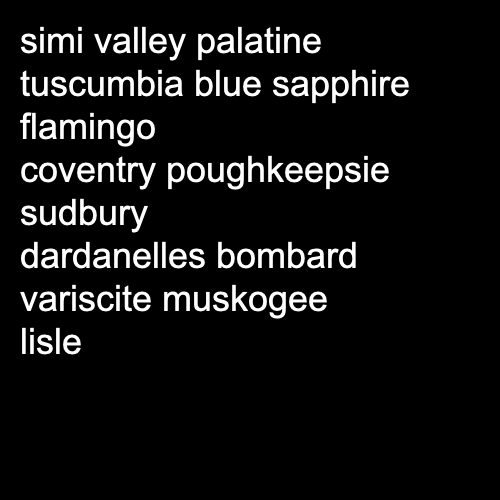 simi valley palatine
tuscumbia blue sapphire
flamingo
coventry poughkeepsie
sudbury
dardanelles bombard
variscite muskogee
lisle